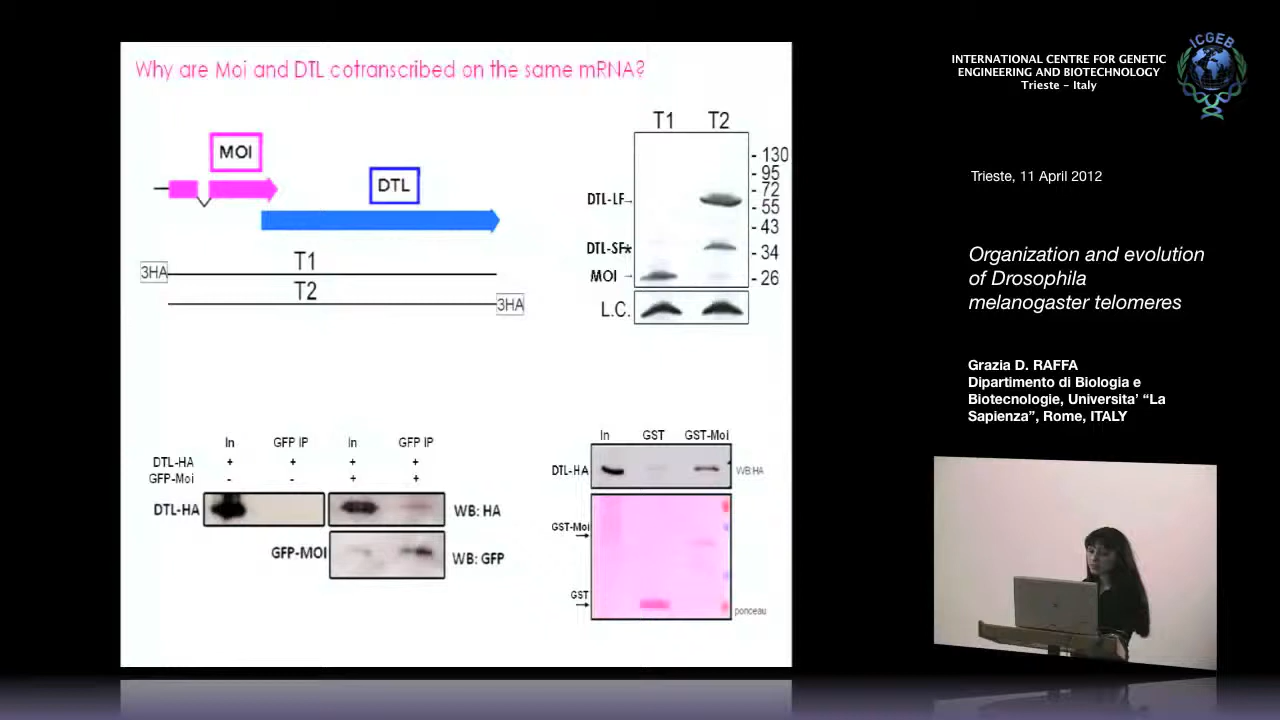 Why are Moi and DTL cotranscribed on the same mRNA?
MOI
DTL
T1
3HA
T2
3HA
T1 T2
- 130
- 95
- 72
DTL-LF
- 55
- 43
DTL-SF*
- 34
MOI
- 26
L.C.
In GFP IP In GFP IP
DTL-HA + + + +
GFP-Moi - - + +
DTL-HA
WB: HA
GFP-MOI
WB: GFP
In GST GST-Moi
DTL-HA
WB:HA
GST-Moi
GST
ponceau
ICGEB
INTERNATIONAL CENTRE FOR GENETIC
ENGINEERING AND BIOTECHNOLOGY
Trieste - Italy
Trieste, 11 April 2012
Organization and evolution
of Drosophila
melanogaster telomeres
Grazia D. RAFFA
Dipartimento di Biologia e
Biotecnologie, Universita' “La
Sapienza”, Rome, ITALY